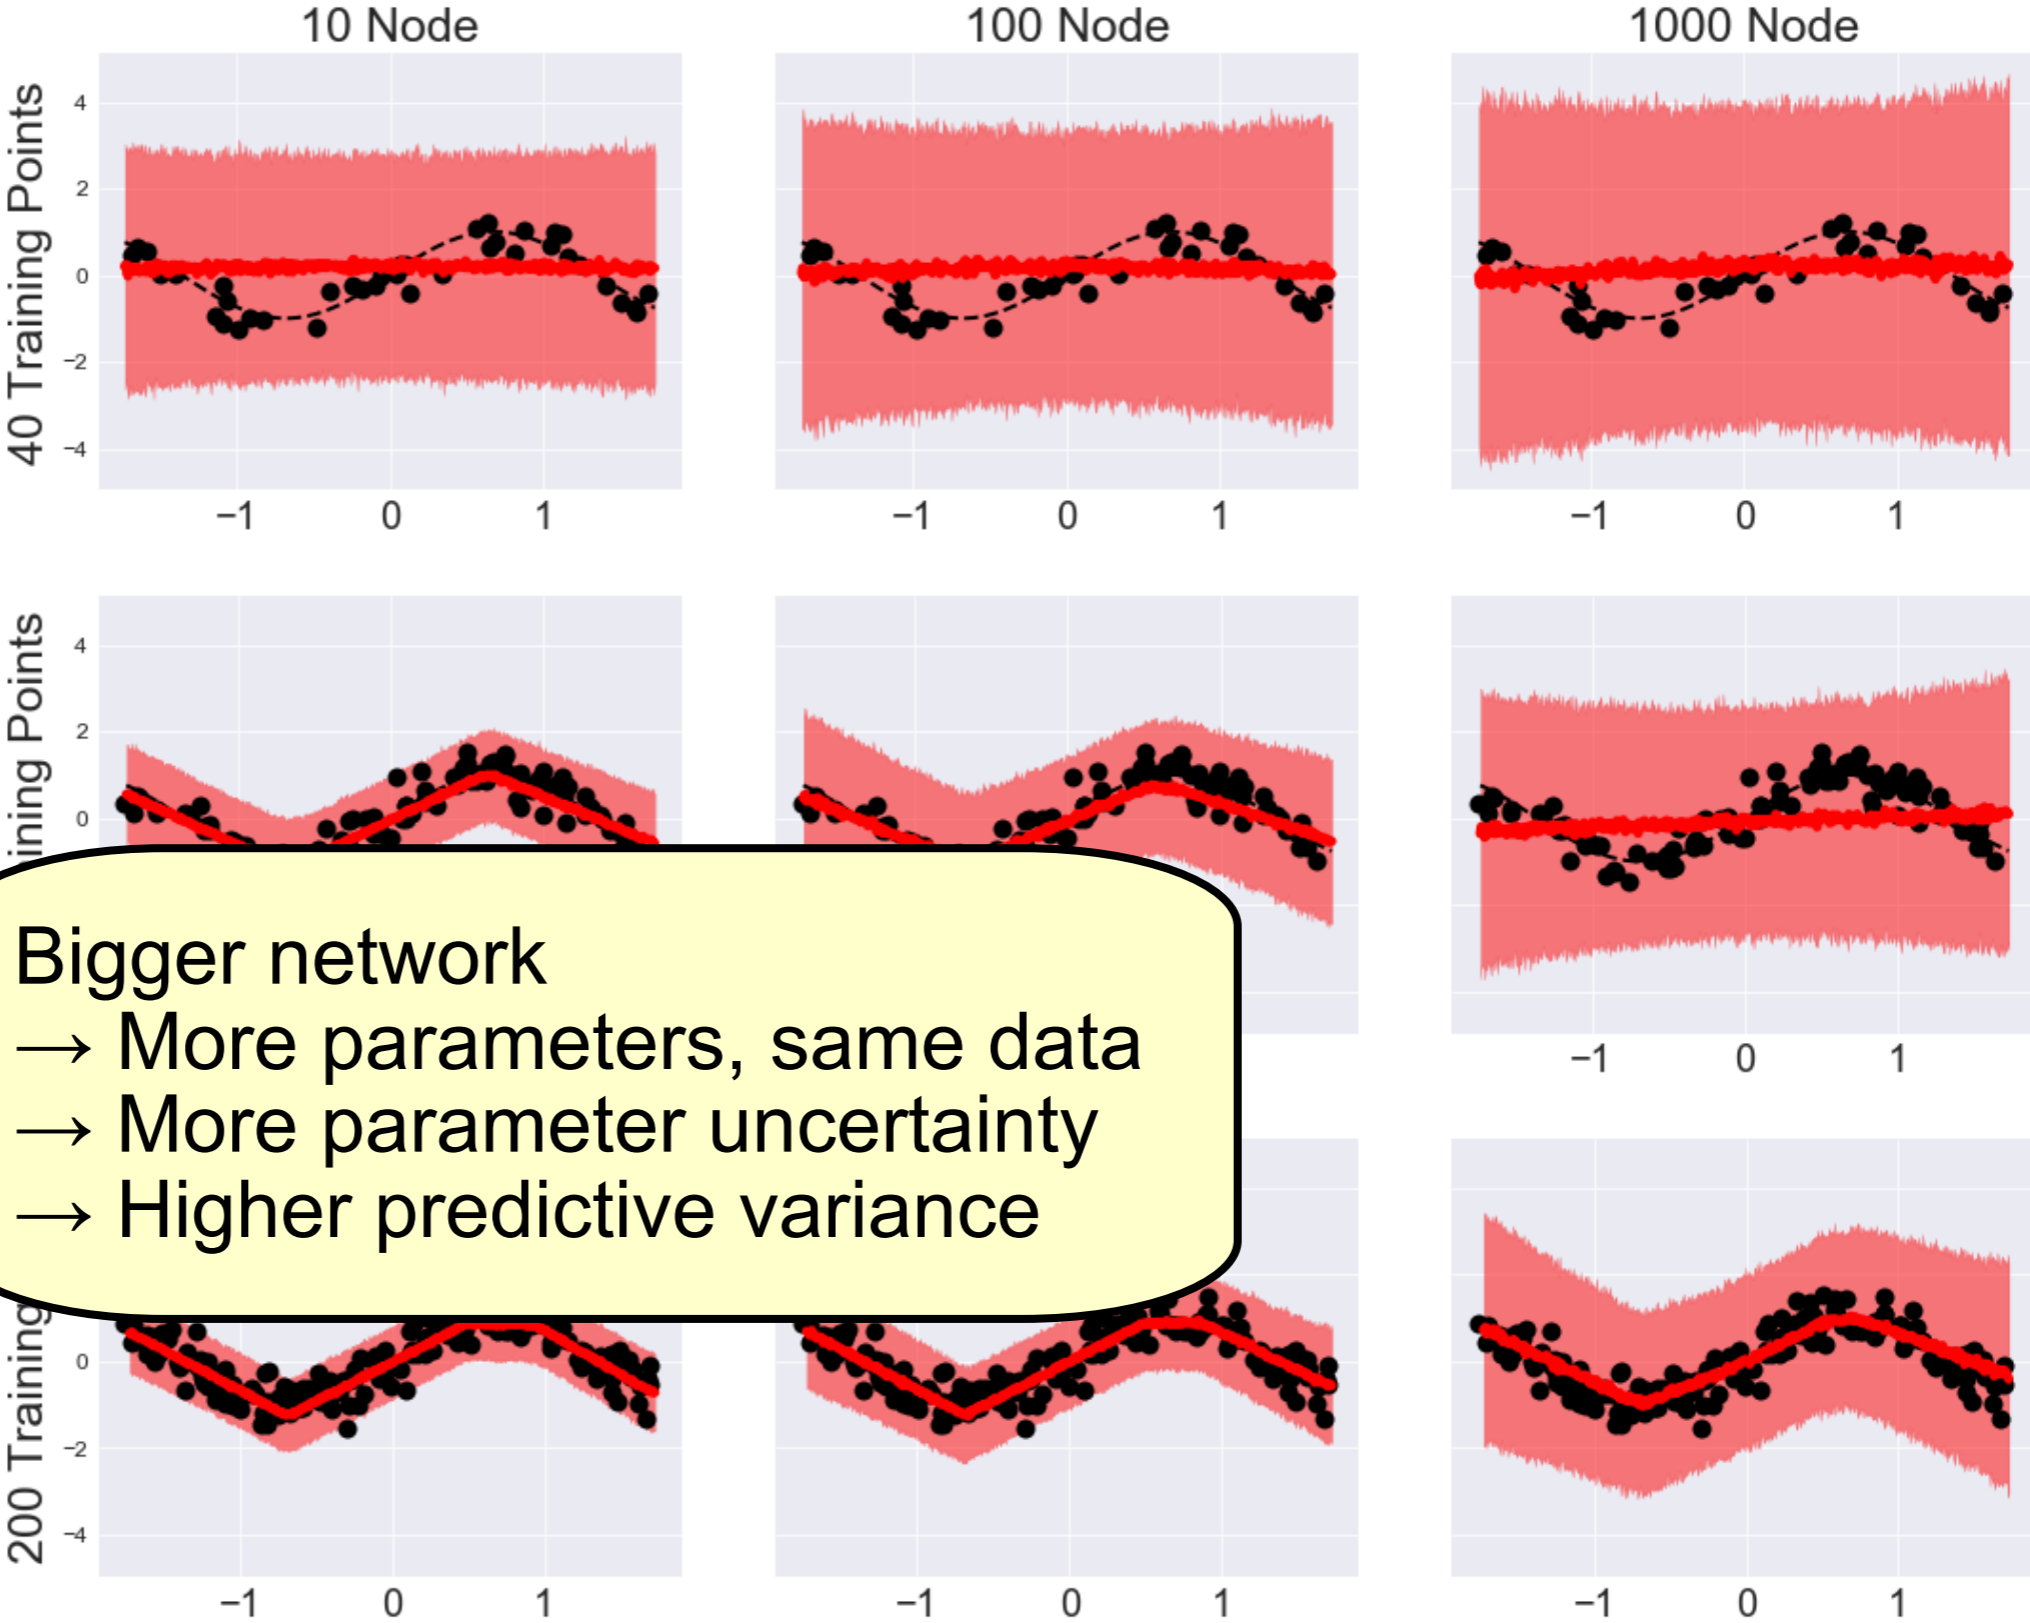 10 Node 100 Node 1000 Node
40 Training Points
4
2
0
−2
−4
−1 0 1 −1 0 1 −1 0 1
Points
4
2
0
−1 0 1
Bigger network
→ More parameters, same data
→ More parameter uncertainty
→ Higher predictive variance
200 Training
0
−2
−4
−1 0 1 −1 0 1 −1 0 1